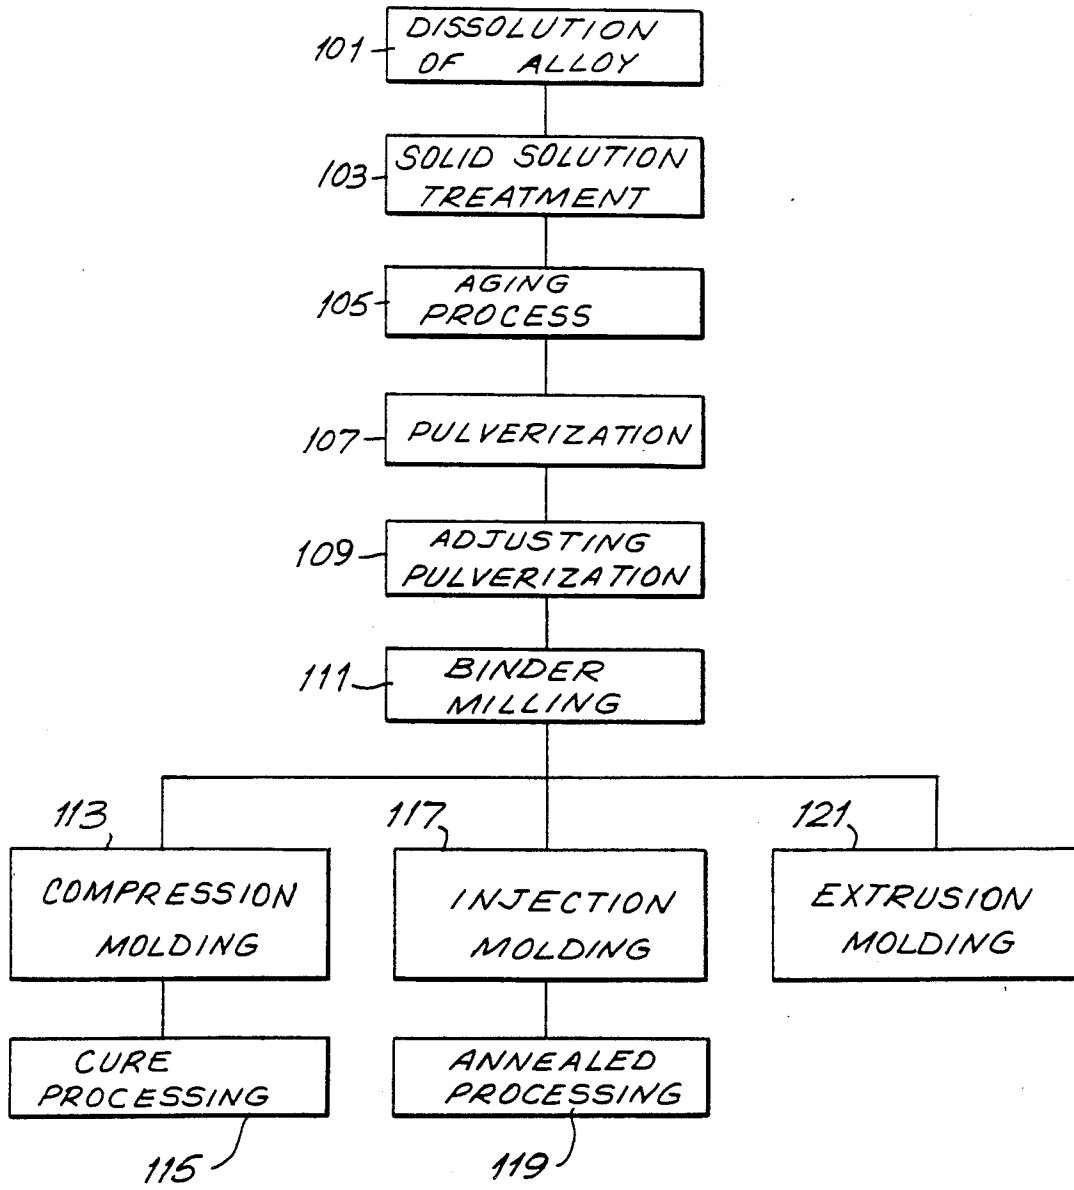 101
DISSOLUTION
OF ALLOY
103
SOLID SOLUTION
TREATMENT
105
AGING
PROCESS
107
PULVERIZATION
109
ADJUSTING
PULVERIZATION
111
BINDER
MILLING
113
COMPRESSION
MOLDING
117
INJECTION
MOLDING
121
EXTRUSION
MOLDING
CURE
PROCESSING
115
ANNEALED
PROCESSING
119